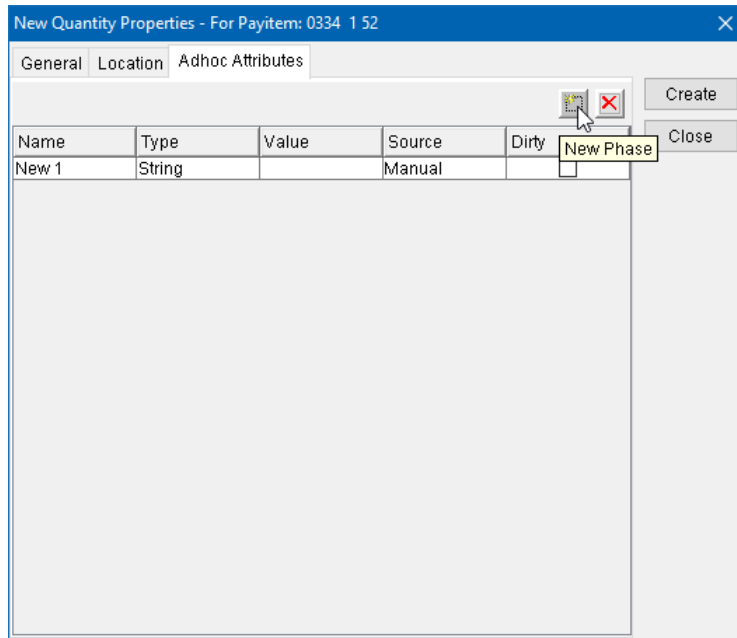 New Quantity Properties - For Payitem: 0334 1 52
General Location Adhoc Attributes
Create
Close
New Phase
Name Type Value Source Dirty
New 1 String Manual